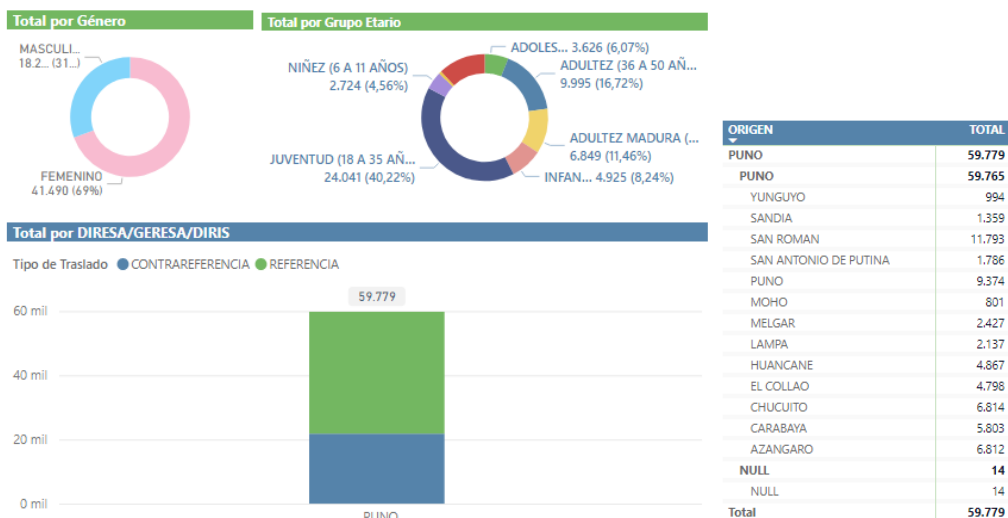 Total por Género
MASCULI...
18.2... (31...)
FEMENINO
41.490 (69%)
Total por Grupo Etario
ADOLES... 3.626 (6,07%)
ADULTEZ (36 A 50 AÑ...
9.995 (16,72%)
ADULTEZ MADURA (...
6.849 (11,46%)
INFAN... 4.925 (8,24%)
JUVENTUD (18 A 35 AÑ...
24.041 (40,22%)
NIÑEZ (6 A 11 AÑOS)
2.724 (4,56%)
Total por DIRESA/GERESA/DIRIS
Tipo de Traslado CONTRAREFERENCIA REFERENCIA
59.779
60 mil
40 mil
20 mil
0 mil
PUNO
ORIGEN TOTAL
PUNO 59.779
PUNO 59.765
YUNGUYO 994
SANDIA 1.359
SAN ROMAN 11.793
SAN ANTONIO DE PUTINA 1.786
PUNO 9.374
MOHO 801
MELGAR 2.427
LAMPA 2.137
HUANCANE 4.867
EL COLLAO 4.798
CHUCUITO 6.814
CARABAYA 5.803
AZANGARO 6.812
NULL 14
NULL 14
Total 59.779